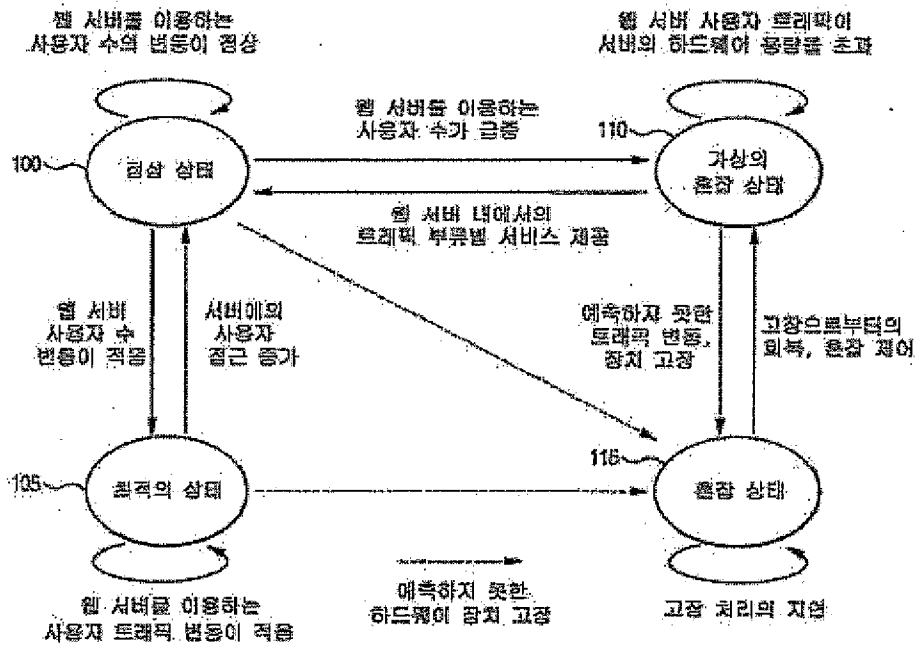 웹 서버를 이용하는
사용자 수의 변동이 정상
웹 서버 사용자 트래픽이
서버의 하드웨어 용량을 초과
100
정상 상태
웹 서버를 이용하는
사용자 수가 급증
110
가상의
혼잡 상태
웹 서버 내에서의
트래픽 부류별 서비스 제공
웹 서버
사용자 수
변동이 적음
서버에의
사용자
접근 증가
예측하지 못한
트래픽 변동,
장치 고장
고장으로부터의
회복, 혼잡 제어
105
최적의 상태
115
혼잡 상태
웹 서버를 이용하는
사용자 트래픽 변동이 적음
예측하지 못한
하드웨어 장치 고장
고장 처리의 지연